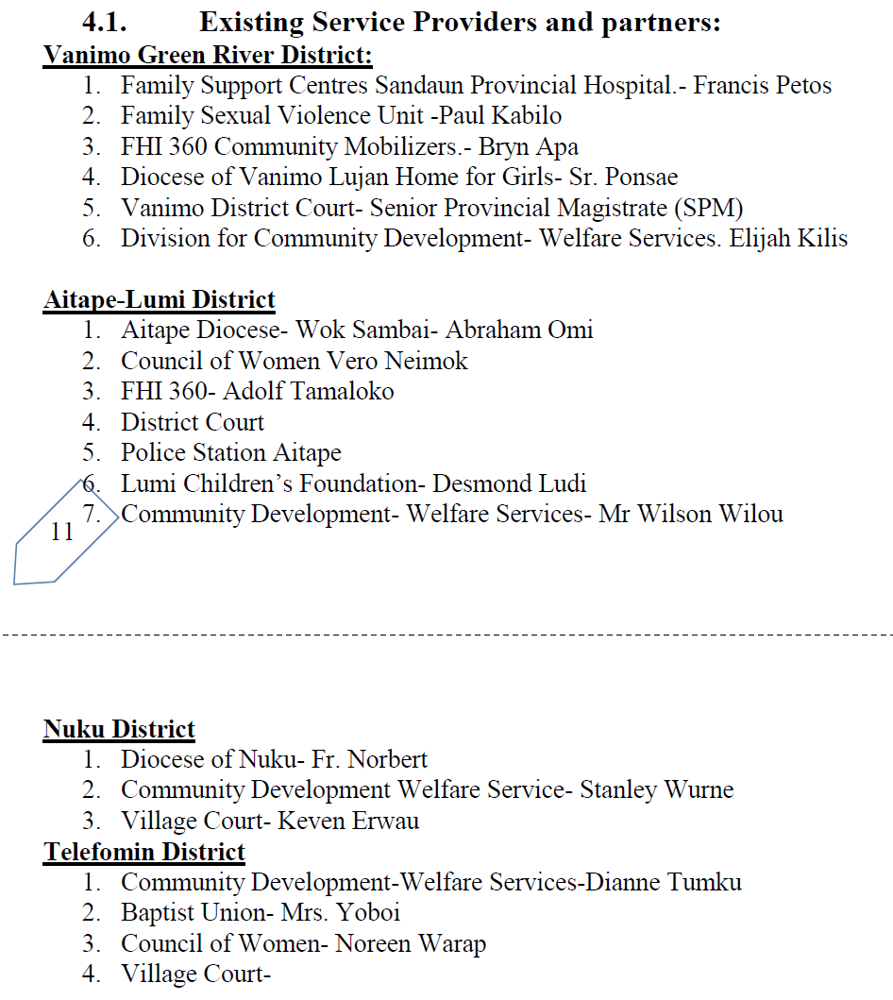 4.1. Existing Service Providers and partners:
Vanimo Green River District:
1. Family Support Centres Sandaun Provincial Hospital.- Francis Petos
2. Family Sexual Violence Unit -Paul Kabilo
3. FHI 360 Community Mobilizers.- Bryn Apa
4. Diocese of Vanimo Lujan Home for Girls- Sr. Ponsae
5. Vanimo District Court- Senior Provincial Magistrate (SPM)
6. Division for Community Development- Welfare Services. Elijah Kilis
Aitape-Lumi District
1. Aitape Diocese- Wok Sambai- Abraham Omi
2. Council of Women Vero Neimok
3. FHI 360- Adolf Tamaloko
4. District Court
5. Police Station Aitape
6. Lumi Children’s Foundation- Desmond Ludi
7. Community Development- Welfare Services- Mr Wilson Wilou
11
Nuku District
1. Diocese of Nuku- Fr. Norbert
2. Community Development Welfare Service- Stanley Wurne
3. Village Court- Keven Erwau
Telefomin District
1. Community Development-Welfare Services-Dianne Tumku
2. Baptist Union- Mrs. Yoboi
3. Council of Women- Noreen Warap
4. Village Court-